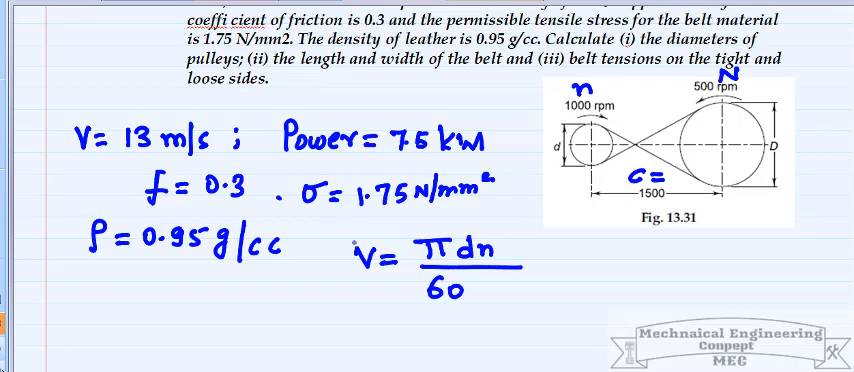 coeffi cient of friction is 0.3 and the permissible tensile stress for the belt material
is 1.75 N/mm2. The density of leather is 0.95 g/cc. Calculate (i) the diameters of
pulleys; (ii) the length and width of the belt and (iii) belt tensions on the tight and
loose sides.
n
1000 rpm
N
500 rpm
d
D
C =
1500
Fig. 13.31
V = 13 m/s ; Power = 7.5 kW
f = 0.3 . σ = 1.75 N/mm²
ρ = 0.95 g/cc
V = πdn
60
Mechnaical Engineering
Conpept
MEC